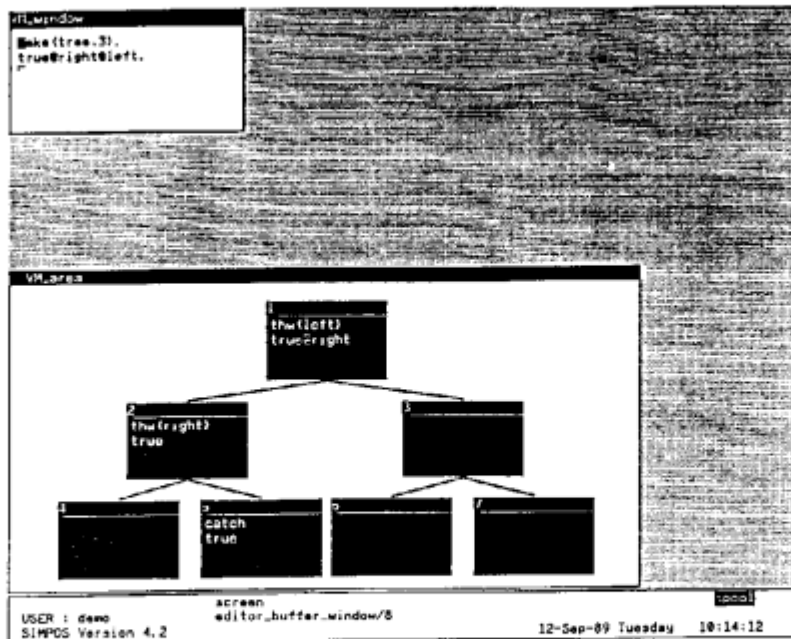 VM_window
make(tree,3),
true@right@left.
VM_area
1
thw(left)
true@right
2
thw(right)
true
3
4
5
catch
true
6
7
screen
USER : demo
editor_buffer_window/8
SIMPOS Version 4.2
12-Sep-89 Tuesday
10:14:12